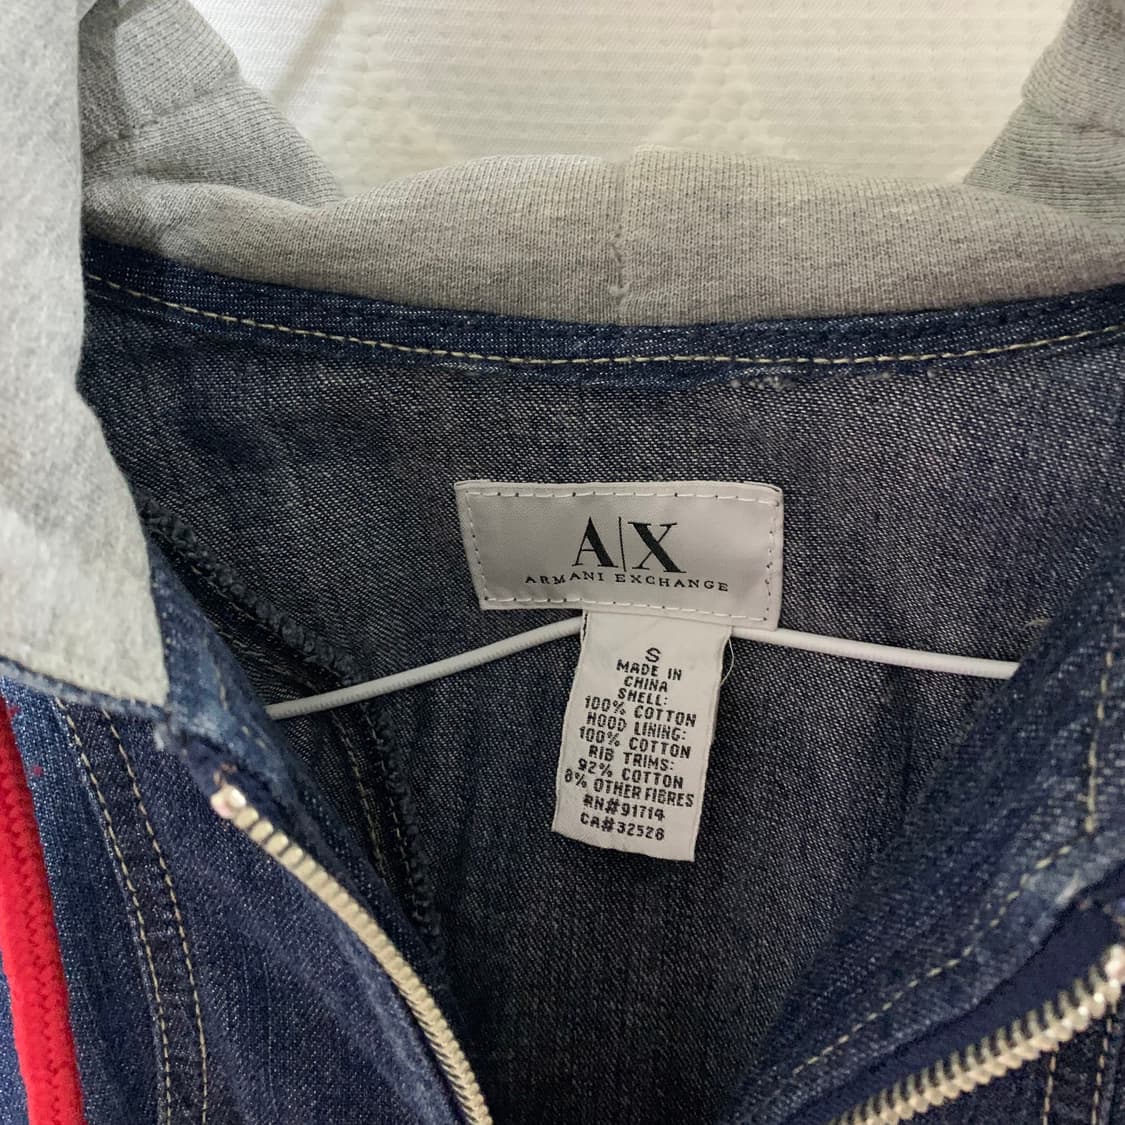 A|X
ARMANI EXCHANGE
S
MADE IN
CHINA
SHELL:
100% COTTON
HOOD LINING:
100% COTTON
RIB TRIMS:
92% COTTON
8% OTHER FIBRES
RN#91714
CA#32528